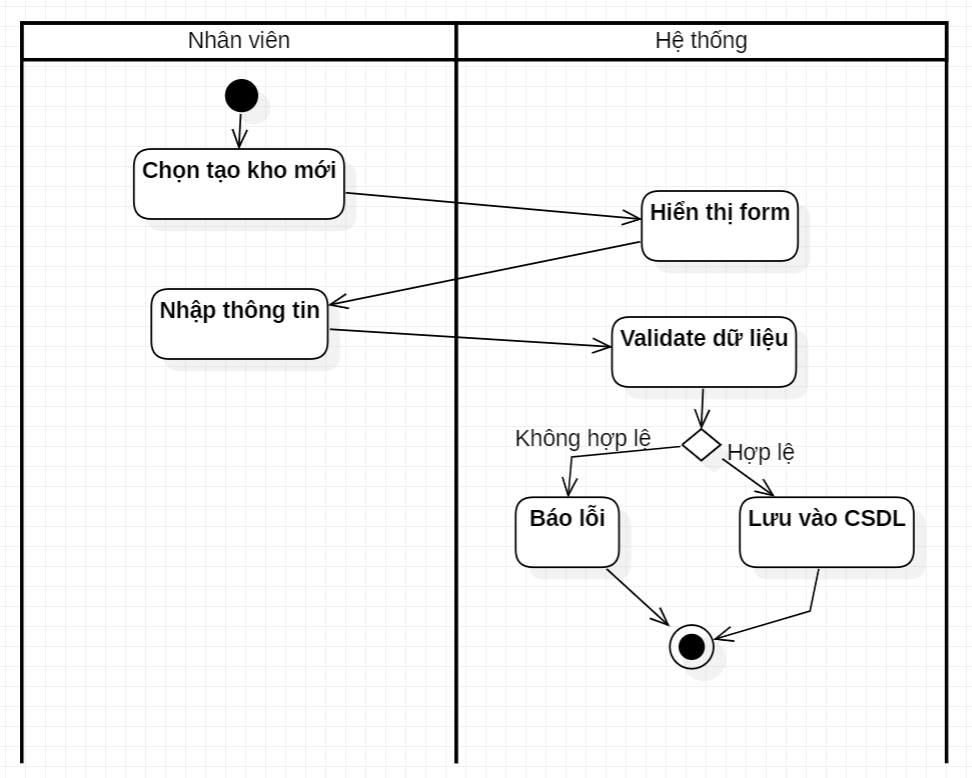 Nhân viên
Hệ thống
Chọn tạo kho mới
Hiển thị form
Nhập thông tin
Validate dữ liệu
Không hợp lệ
Hợp lệ
Báo lỗi
Lưu vào CSDL